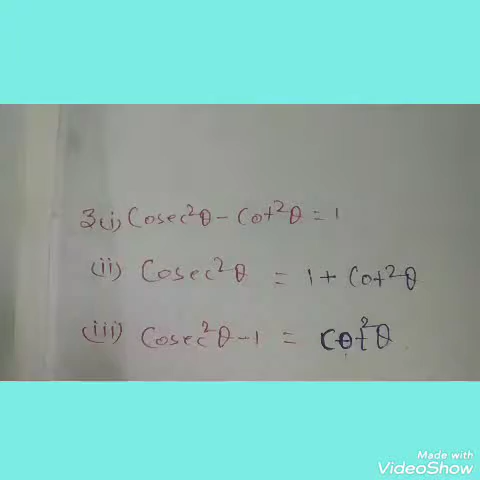 3(i) Cosec²θ - Cot²θ = 1
(ii) Cosec²θ = 1 + Cot²θ
(iii) Cosec²θ - 1 = Cot²θ
Made with
VideoShow